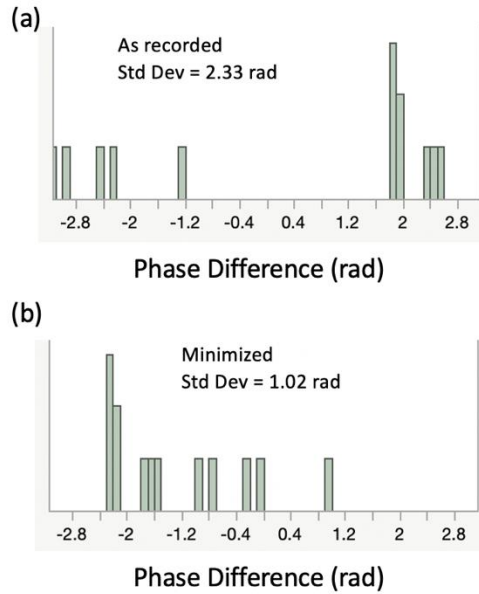 (a)
As recorded
Std Dev = 2.33 rad
-2.8 -2 -1.2 -0.4 0.4 1.2 2 2.8
Phase Difference (rad)
(b)
Minimized
Std Dev = 1.02 rad
-2.8 -2 -1.2 -0.4 0.4 1.2 2 2.8
Phase Difference (rad)